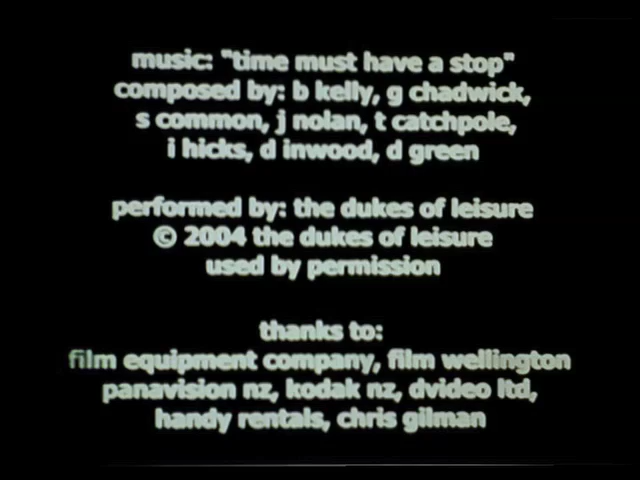 music: "time must have a stop"
composed by: b kelly, g chadwick,
s common, j nolan, t catchpole,
i hicks, d inwood, d green
performed by: the dukes of leisure
© 2004 the dukes of leisure
used by permission
thanks to:
film equipment company, film wellington
panavision nz, kodak nz, dvideo ltd,
handy rentals, chris gilman